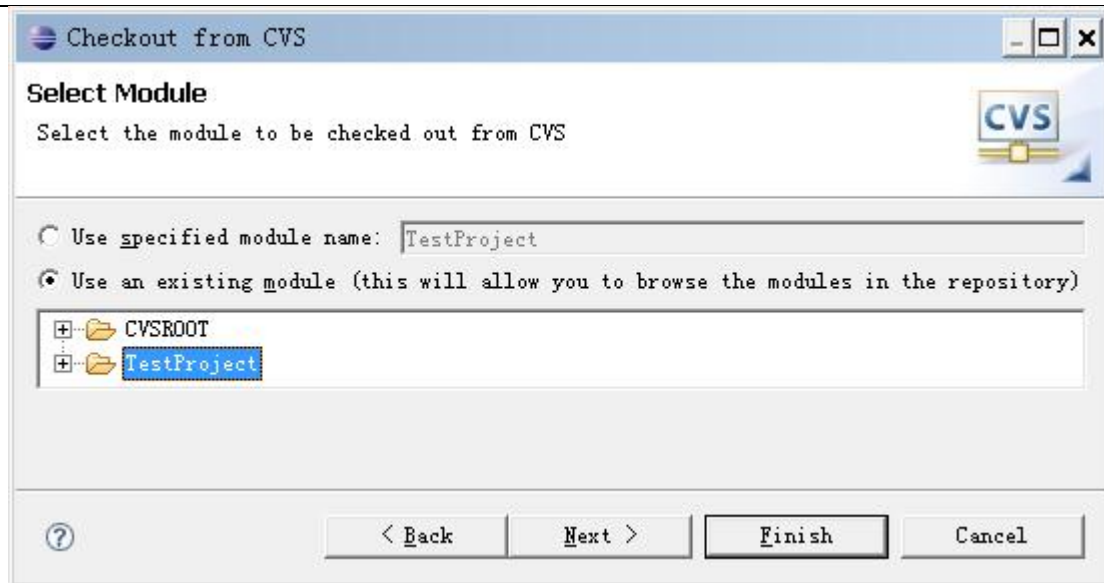 Checkout from CVS
Select Module
Select the module to be checked out from CVS
CVS
Use specified module name: TestProject
Use an existing module (this will allow you to browse the modules in the repository)
CVSROOT
TestProject
?
< Back Next > Finish Cancel